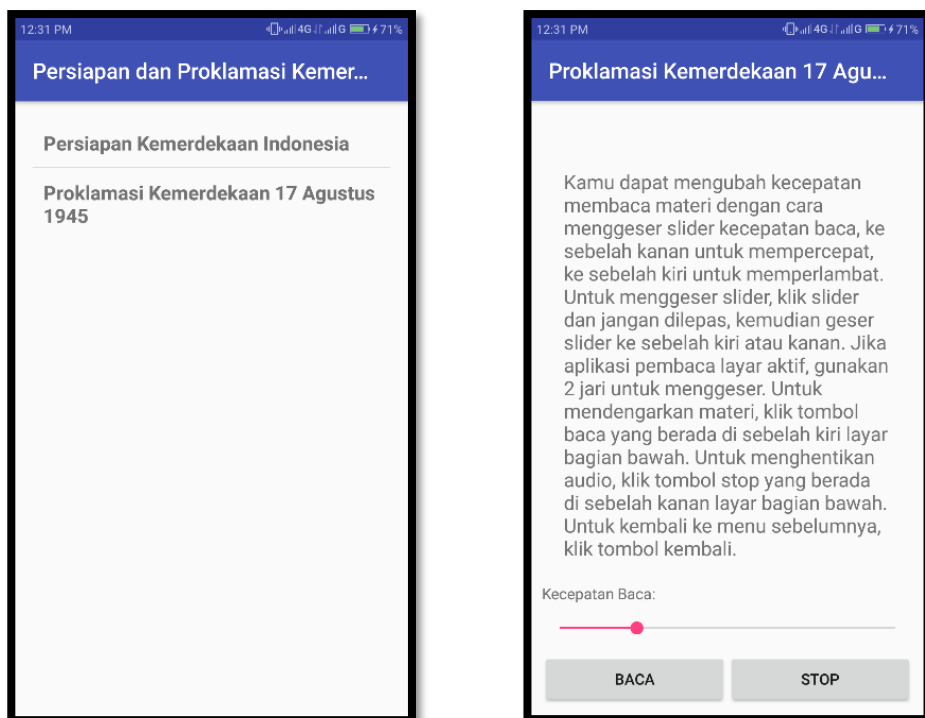 12:31 PM 4G G 71%
Persiapan dan Proklamasi Kemer...
Persiapan Kemerdekaan Indonesia
Proklamasi Kemerdekaan 17 Agustus
1945
12:31 PM 4G G 71%
Proklamasi Kemerdekaan 17 Agu...
Kamu dapat mengubah kecepatan
membaca materi dengan cara
menggeser slider kecepatan baca, ke
sebelah kanan untuk mempercepat,
ke sebelah kiri untuk memperlambat.
Untuk menggeser slider, klik slider
dan jangan dilepas, kemudian geser
slider ke sebelah kiri atau kanan. Jika
aplikasi pembaca layar aktif, gunakan
2 jari untuk menggeser. Untuk
mendengarkan materi, klik tombol
baca yang berada di sebelah kiri layar
bagian bawah. Untuk menghentikan
audio, klik tombol stop yang berada
di sebelah kanan layar bagian bawah.
Untuk kembali ke menu sebelumnya,
klik tombol kembali.
Kecepatan Baca:
BACA STOP